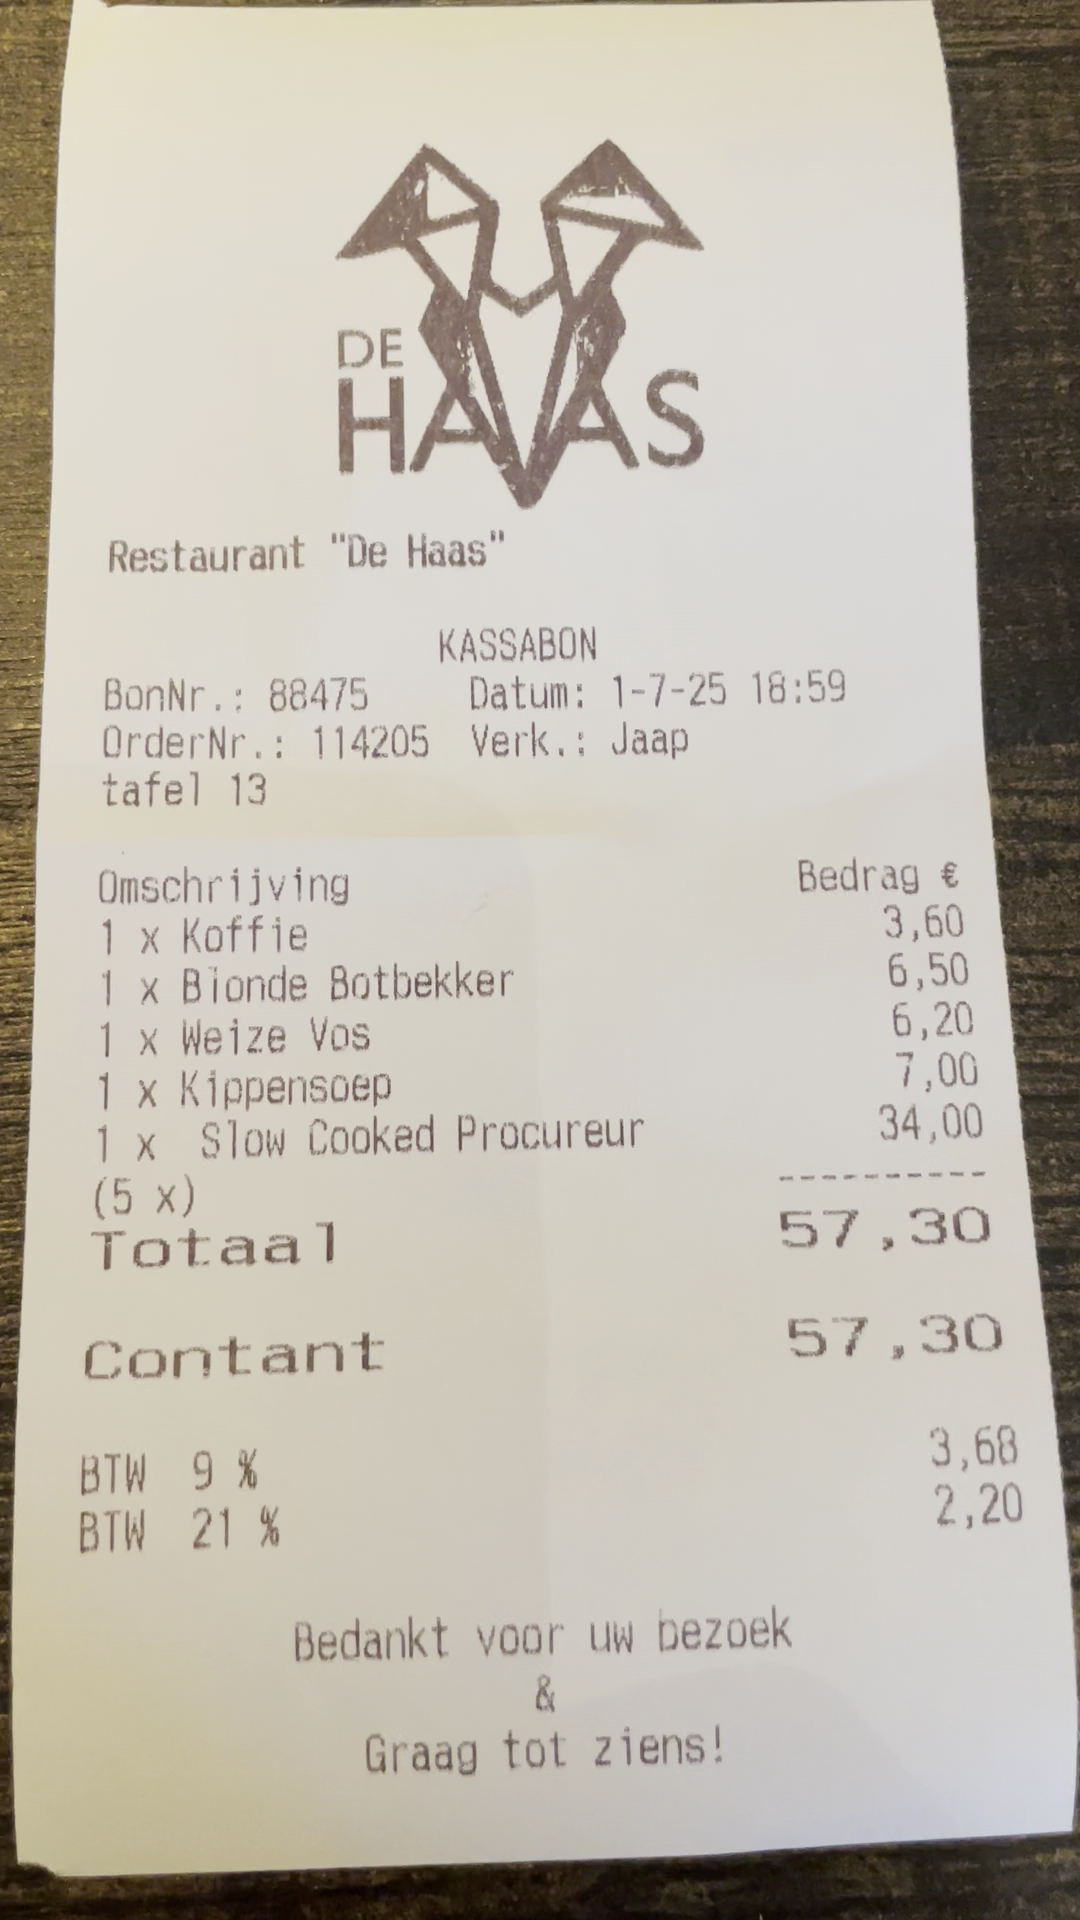 DE
HAAS
Restaurant "De Haas"
KASSABON
BonNr.: 88475 Datum: 1-7-25 18:59
OrderNr.: 114205 Verk.: Jaap
tafel 13
Omschrijving Bedrag €
1 x Koffie 3,60
1 x Blonde Botbekker 6,50
1 x Weize Vos 6,20
1 x Kippensoep 7,00
1 x Slow Cooked Procureur 34,00
(5 x) ----------
Totaal 57,30
Contant 57,30
BTW 9 % 3,68
BTW 21 % 2,20
Bedankt voor uw bezoek
&
Graag tot ziens!